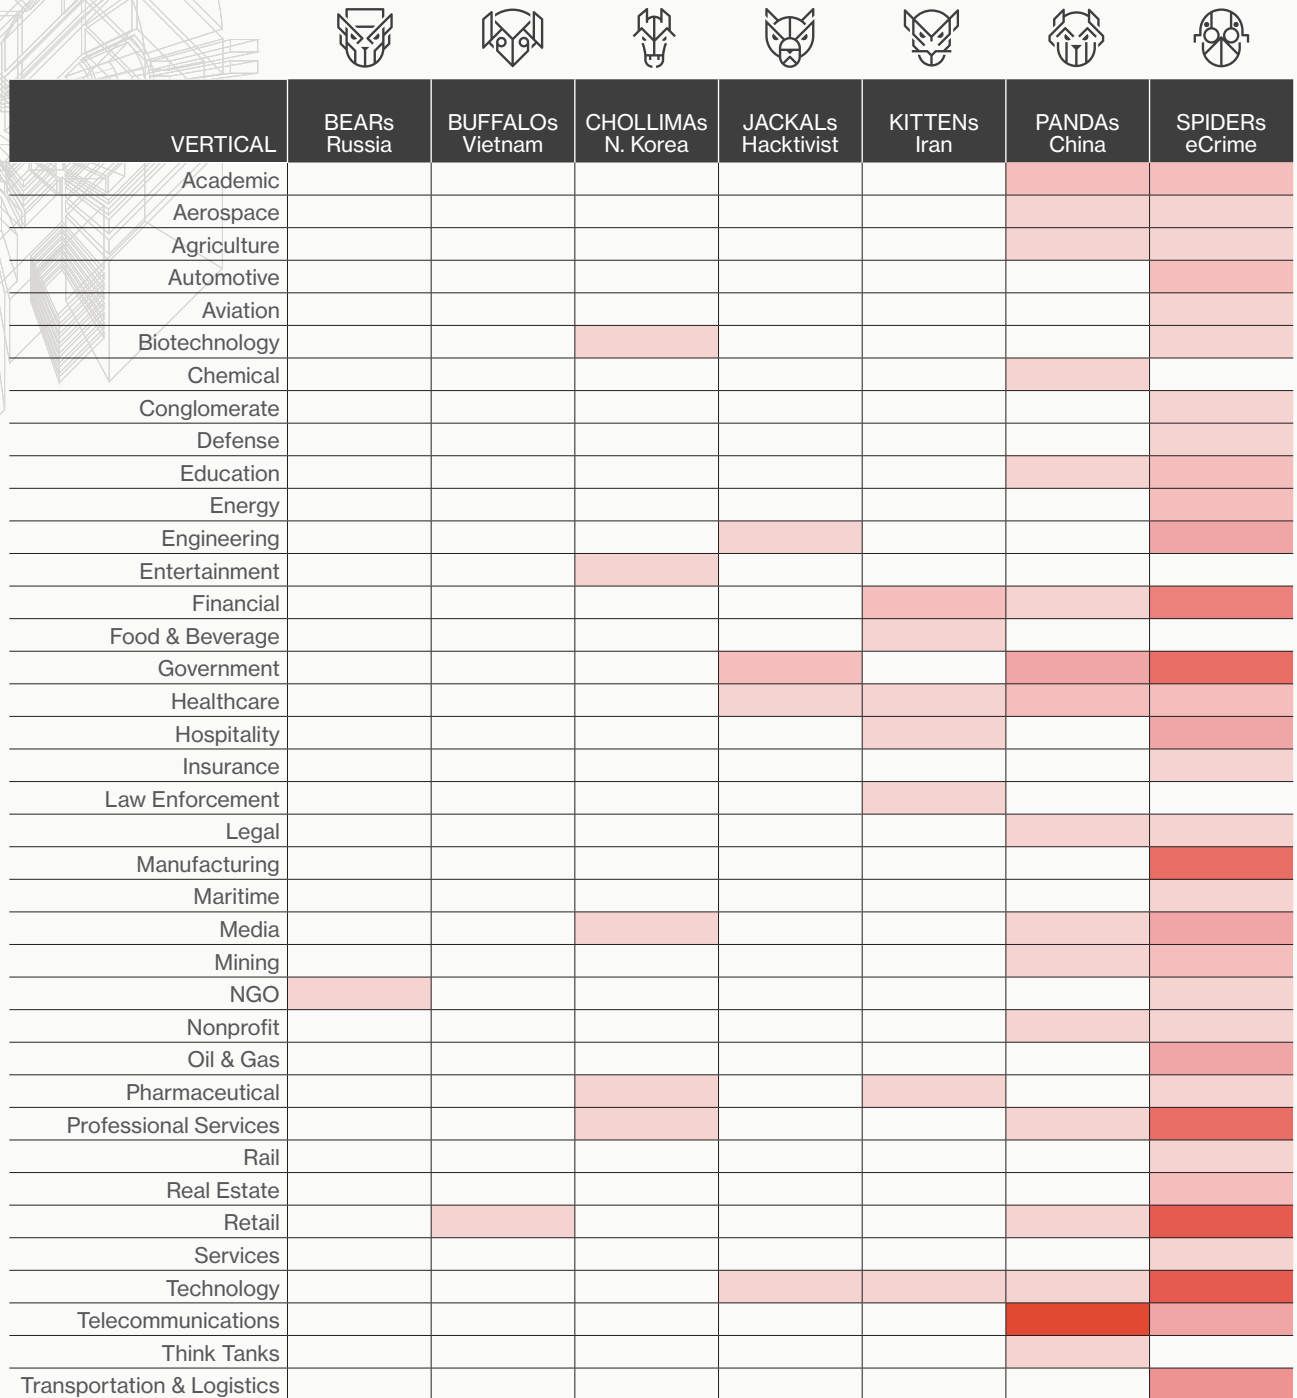 VERTICAL
BEARs
Russia
BUFFALOs
Vietnam
CHOLLIMAs
N. Korea
JACKALs
Hacktivist
KITTENs
Iran
PANDAs
China
SPIDERs
eCrime
Academic
Aerospace
Agriculture
Automotive
Aviation
Biotechnology
Chemical
Conglomerate
Defense
Education
Energy
Engineering
Entertainment
Financial
Food & Beverage
Government
Healthcare
Hospitality
Insurance
Law Enforcement
Legal
Manufacturing
Maritime
Media
Mining
NGO
Nonprofit
Oil & Gas
Pharmaceutical
Professional Services
Rail
Real Estate
Retail
Services
Technology
Telecommunications
Think Tanks
Transportation & Logistics